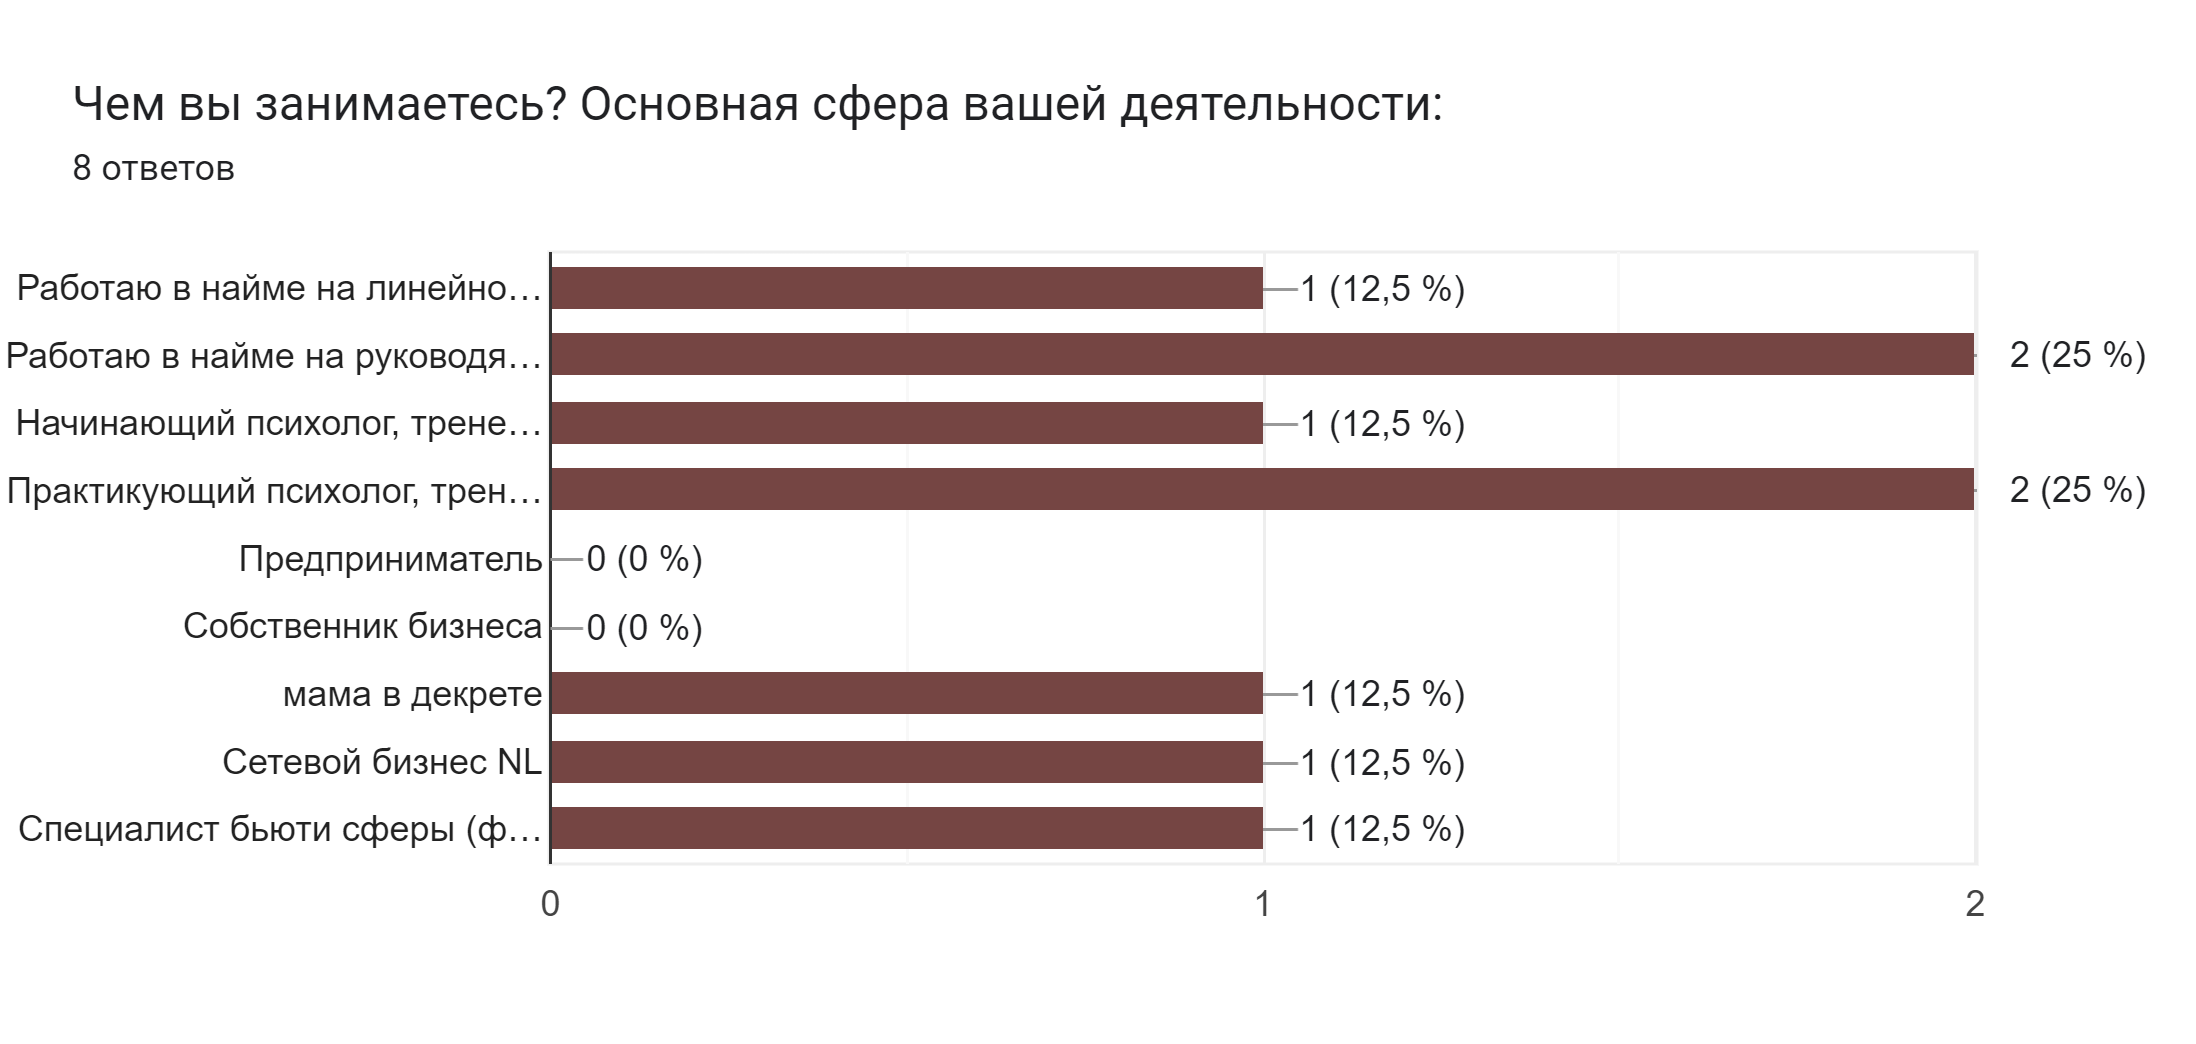 Чем вы занимаетесь? Основная сфера вашей деятельности:
8 ответов
Работаю в найме на линейно… 1 (12,5 %)
Работаю в найме на руководя… 2 (25 %)
Начинающий психолог, трене… 1 (12,5 %)
Практикующий психолог, трен… 2 (25 %)
Предприниматель 0 (0 %)
Собственник бизнеса 0 (0 %)
мама в декрете 1 (12,5 %)
Сетевой бизнес NL 1 (12,5 %)
Специалист бьюти сферы (ф… 1 (12,5 %)
0 1 2